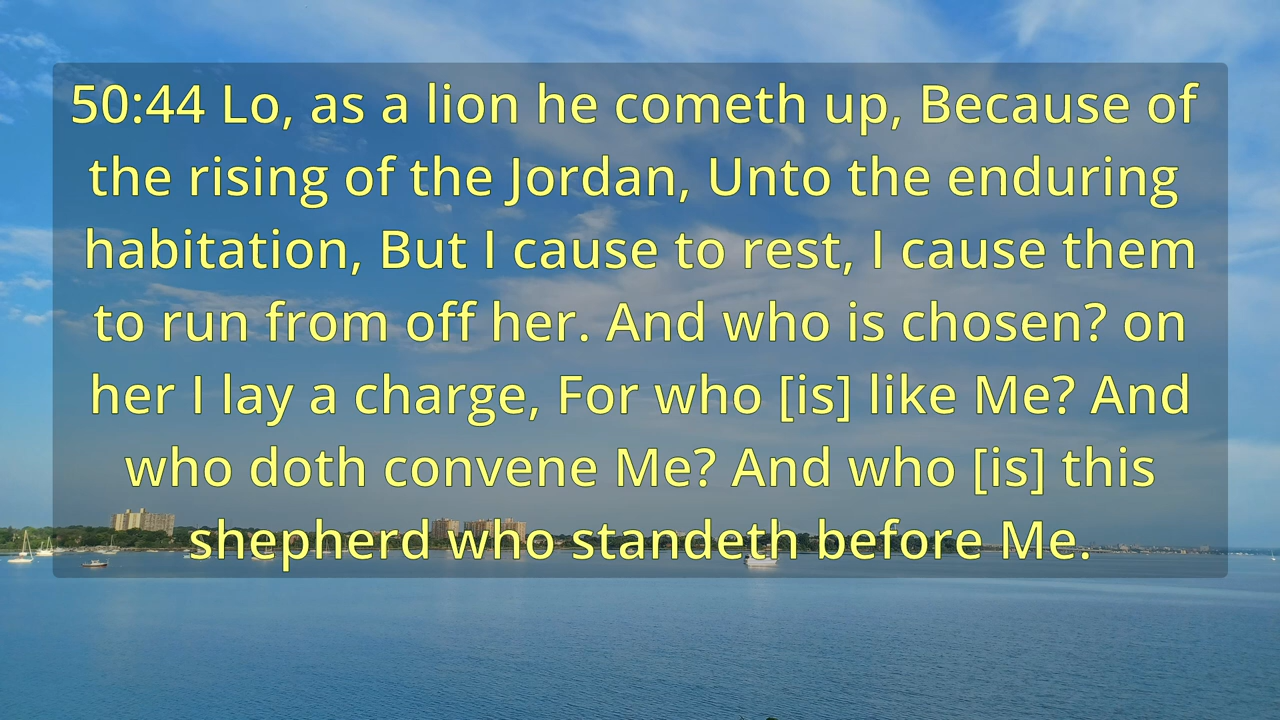 50:44 Lo, as a lion he cometh up, Because of
the rising of the Jordan, Unto the enduring
habitation, But I cause to rest, I cause them
to run from off her. And who is chosen? on
her I lay a charge, For who [is] like Me? And
who doth convene Me? And who [is] this
shepherd who standeth before Me.